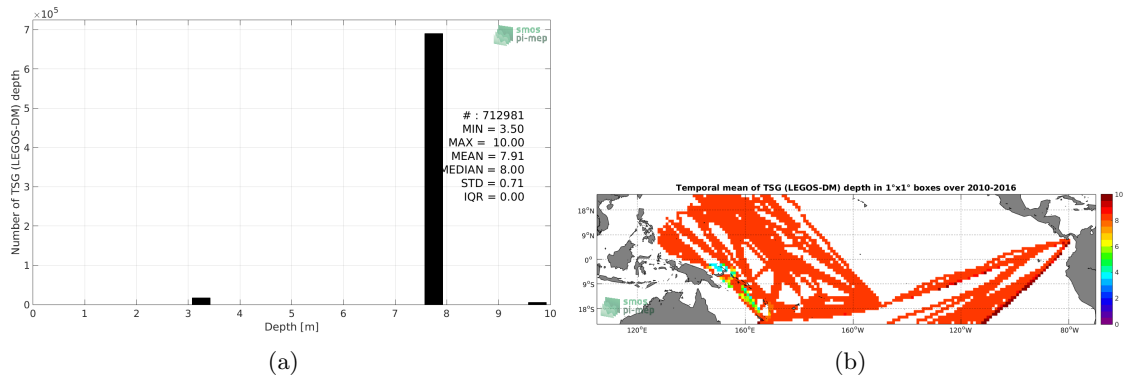 ×10⁵
7
6
5
4
3
2
1
0
Number of TSG (LEGOS-DM) depth
smos
pi-mep
# : 712981
MIN = 3.50
MAX = 10.00
MEAN = 7.91
MEDIAN = 8.00
STD = 0.71
IQR = 0.00
0 1 2 3 4 5 6 7 8 9 10
Depth [m]
(a)
Temporal mean of TSG (LEGOS-DM) depth in 1°x1° boxes over 2010-2016
18°N
9°N
0°
9°S
18°S
smos
pi-mep
120°E 160°E 160°W 120°W 80°W
10
8
6
4
2
0
(b)